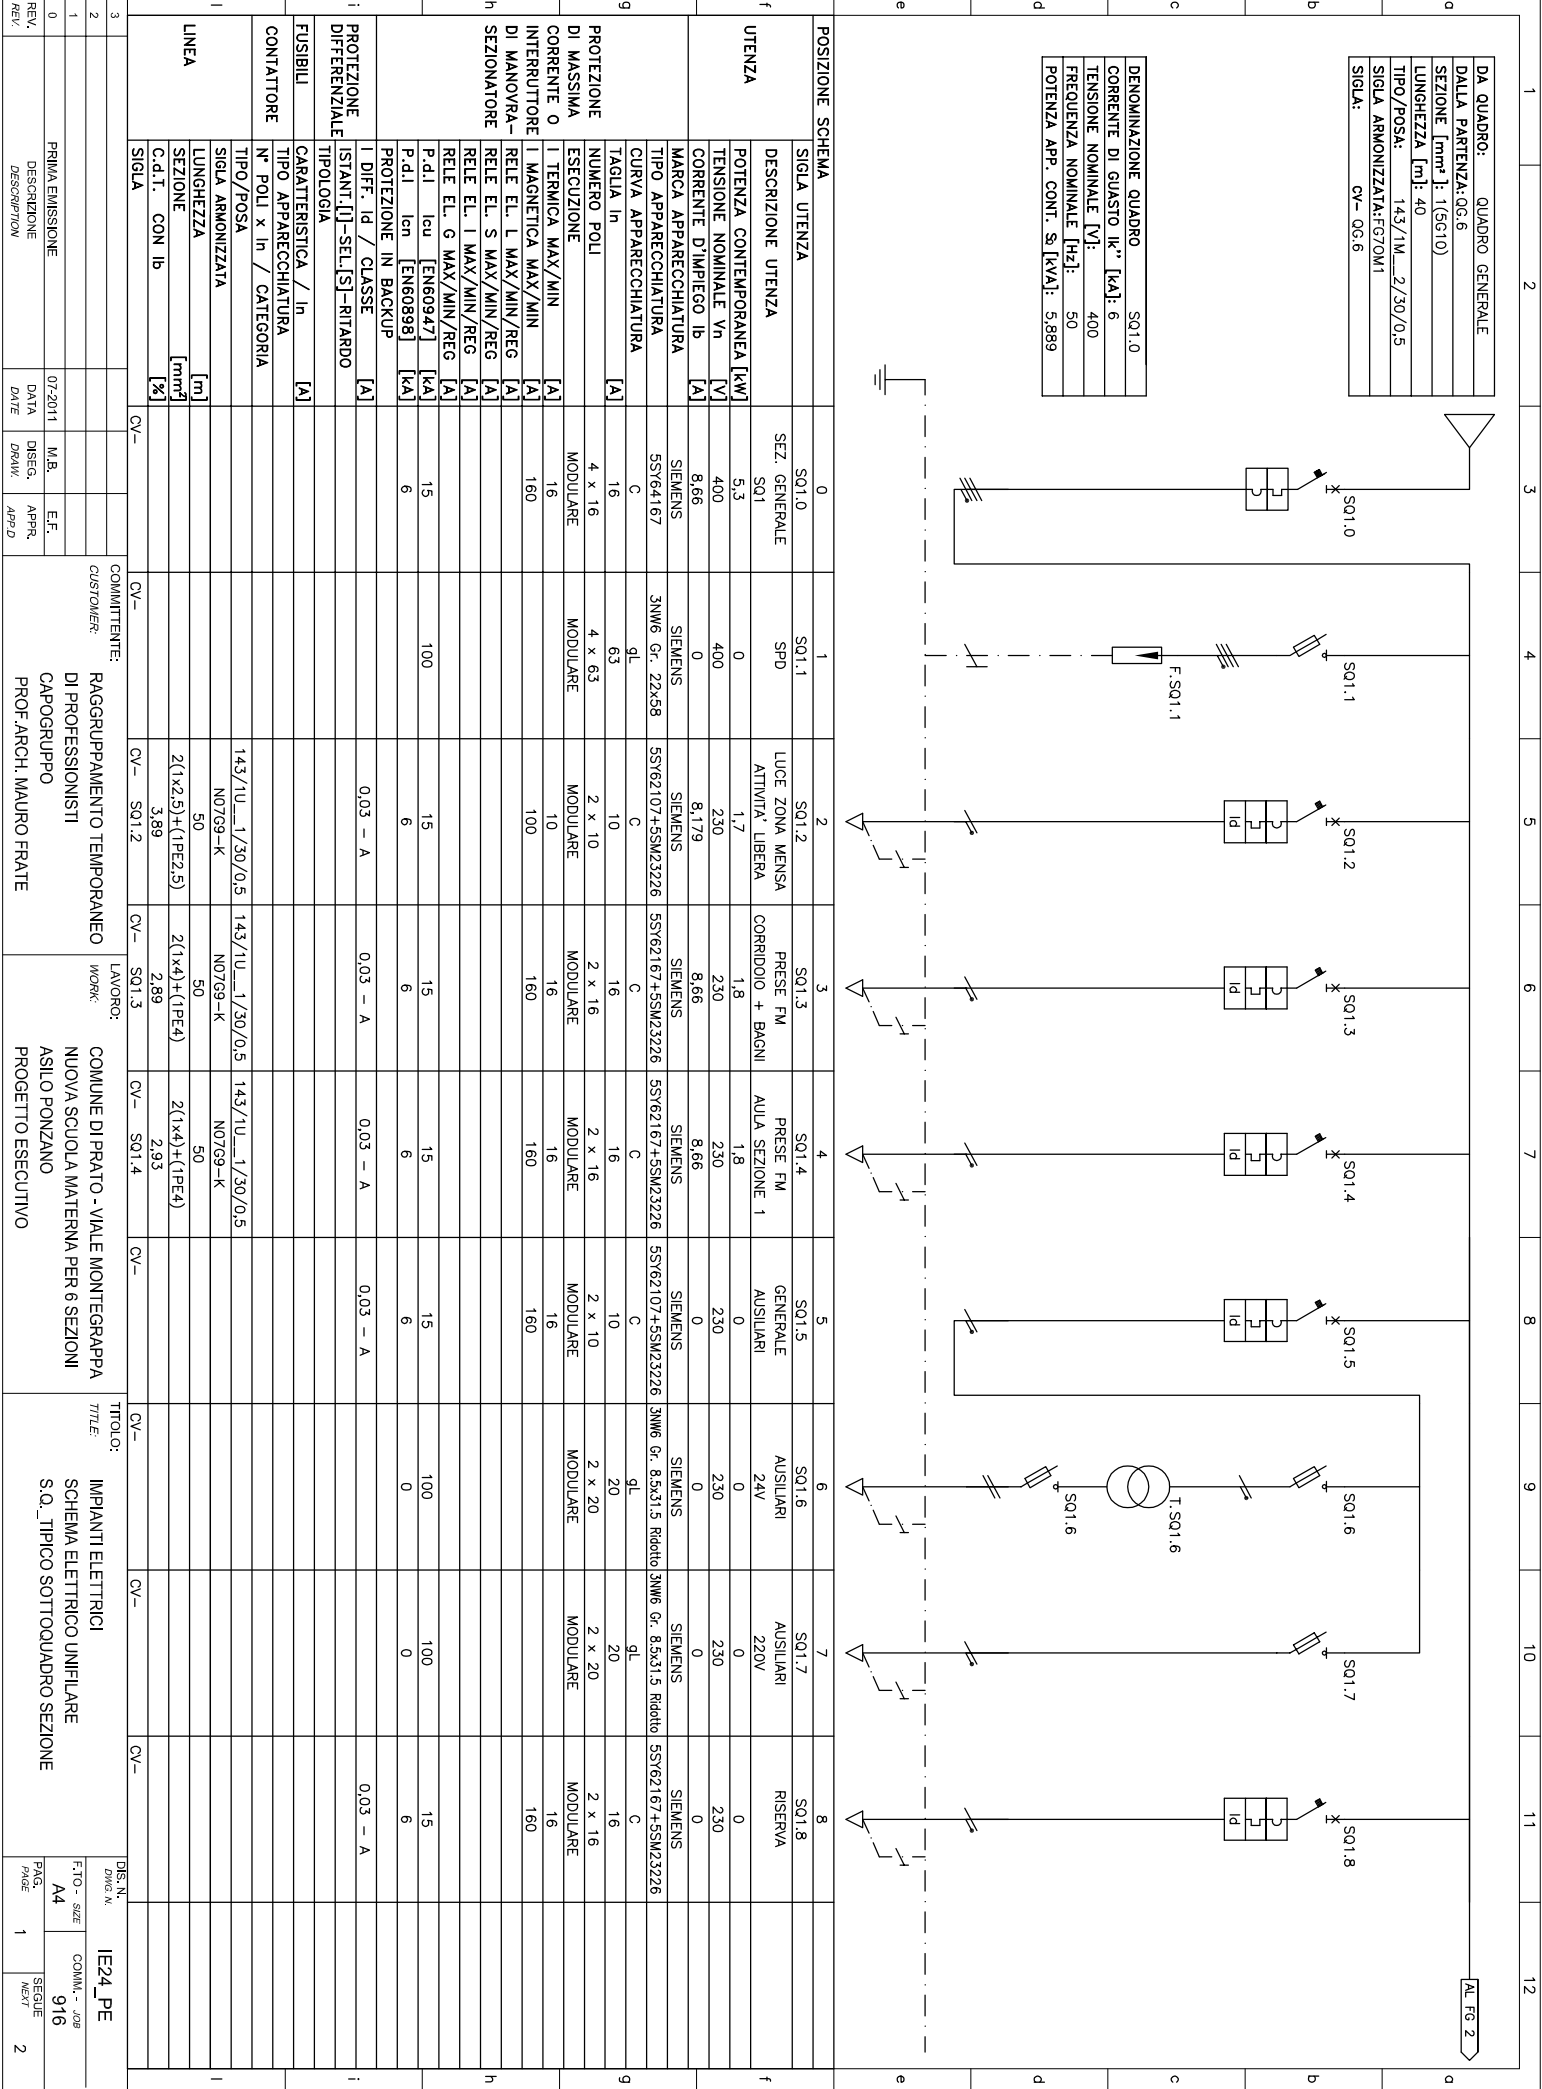 1 2 3 4 5 6 7 8 9 10 11 12
a b c d e f g h i l
DA QUADRO: QUADRO GENERALE
DALLA PARTENZA: QG.6
SEZIONE [mm²]: 1(5G10)
LUNGHEZZA [m]: 40
TIPO/POSA: 143/1M__2/30/0,5
SIGLA ARMONIZZATA: FG7OM1
SIGLA: CV- QG.6
DENOMINAZIONE QUADRO SQ1.0
CORRENTE DI GUASTO Ik" [kA]: 6
TENSIONE NOMINALE [V]: 400
FREQUENZA NOMINALE [Hz]: 50
POTENZA APP. CONT. So [kVA]: 5,889
SQ1.0 SQ1.1 SQ1.2 SQ1.3 SQ1.4 SQ1.5 SQ1.6 SQ1.7 SQ1.8
AL FG 2
F.SQ1.1
T.SQ1.6
SQ1.6
Id Id Id Id Id
POSIZIONE SCHEMA 0 1 2 3 4 5 6 7 8
UTENZA
SIGLA UTENZA SQ1.0 SQ1.1 SQ1.2 SQ1.3 SQ1.4 SQ1.5 SQ1.6 SQ1.7 SQ1.8
DESCRIZIONE UTENZA
SEZ. GENERALE SPD LUCE ZONA MENSA PRESE FM PRESE FM GENERALE AUSILIARI AUSILIARI RISERVA
SQ1 ATTIVITA' LIBERA CORRIDOIO + BAGNI AULA SEZIONE 1 AUSILIARI 24V 220V
POTENZA CONTEMPORANEA [kW] 5,3 0 1,7 1,8 1,8 0 0 0 0
TENSIONE NOMINALE Vn [V] 400 400 230 230 230 230 230 230 230
CORRENTE D'IMPIEGO Ib [A] 8,66 0 8,179 8,66 8,66 0 0 0 0
PROTEZIONE
DI MASSIMA
CORRENTE O
INTERRUTTORE
DI MANOVRA-
SEZIONATORE
MARCA APPARECCHIATURA SIEMENS SIEMENS SIEMENS SIEMENS SIEMENS SIEMENS SIEMENS SIEMENS SIEMENS
TIPO APPARECCHIATURA 5SY64167 3NW6 Gr. 22x58 5SY62107+5SM23226 5SY62167+5SM23226 5SY62167+5SM23226 5SY62107+5SM23226 3NW6 Gr. 8.5x31.5 Ridotto 3NW6 Gr. 8.5x31.5 Ridotto 5SY62167+5SM23226
CURVA APPARECCHIATURA C gL C C C C gL gL C
TAGLIA In [A] 16 63 10 16 16 10 20 20 16
NUMERO POLI 4 x 16 4 x 63 2 x 10 2 x 16 2 x 16 2 x 10 2 x 20 2 x 20 2 x 16
ESECUZIONE MODULARE MODULARE MODULARE MODULARE MODULARE MODULARE MODULARE MODULARE MODULARE
I TERMICA MAX/MIN [A] 16 10 16 16 16 16
I MAGNETICA MAX/MIN [A] 160 100 160 160 160 160
RELE EL. L MAX/MIN/REG [A]
RELE EL. S MAX/MIN/REG [A]
RELE EL. I MAX/MIN/REG [A]
RELE EL. G MAX/MIN/REG [A]
P.d.I Icu [EN60947] [kA] 15 100 15 15 15 15 100 100 15
P.d.I Icn [EN60898] [kA] 6 6 6 6 6 0 0 6
PROTEZIONE IN BACKUP
PROTEZIONE
DIFFERENZIALE
I DIFF. Id / CLASSE [A] 0,03 - A 0,03 - A 0,03 - A 0,03 - A 0,03 - A
ISTANT.[I]-SEL.[S]-RITARDO
TIPOLOGIA
FUSIBILI
CARATTERISTICA / In [A]
CONTATTORE
TIPO APPARECCHIATURA
N° POLI x In / CATEGORIA
LINEA
TIPO/POSA 143/1U__1/30/0,5 143/1U__1/30/0,5 143/1U__1/30/0,5
SIGLA ARMONIZZATA N07G9-K N07G9-K N07G9-K
LUNGHEZZA [m] 50 50 50
SEZIONE [mm²] 2(1x2,5)+(1PE2,5) 2(1x4)+(1PE4) 2(1x4)+(1PE4)
C.d.T. CON Ib [%] 3,89 2,89 2,93
SIGLA CV- CV- CV- SQ1.2 CV- SQ1.3 CV- SQ1.4 CV- CV- CV- CV-
3
2
1
0 PRIMA EMISSIONE 07-2011 M.B. E.F.
REV. DESCRIZIONE DATA DISEG. APPR.
REV. DESCRIPTION DATE DRAW. APP.D
COMMITTENTE:
CUSTOMER:
RAGGRUPPAMENTO TEMPORANEO
DI PROFESSIONISTI
CAPOGRUPPO
PROF.ARCH. MAURO FRATE
LAVORO:
WORK:
COMUNE DI PRATO - VIALE MONTEGRAPPA
NUOVA SCUOLA MATERNA PER 6 SEZIONI
ASILO PONZANO
PROGETTO ESECUTIVO
TITOLO:
TITLE:
IMPIANTI ELETTRICI
SCHEMA ELETTRICO UNIFILARE
S.Q._TIPICO SOTTOQUADRO SEZIONE
DIS. N.
DWG. N.
IE24_PE
F.TO - SIZE
A4
COMM. - JOB
916
PAG.
PAGE
1
SEGUE
NEXT
2